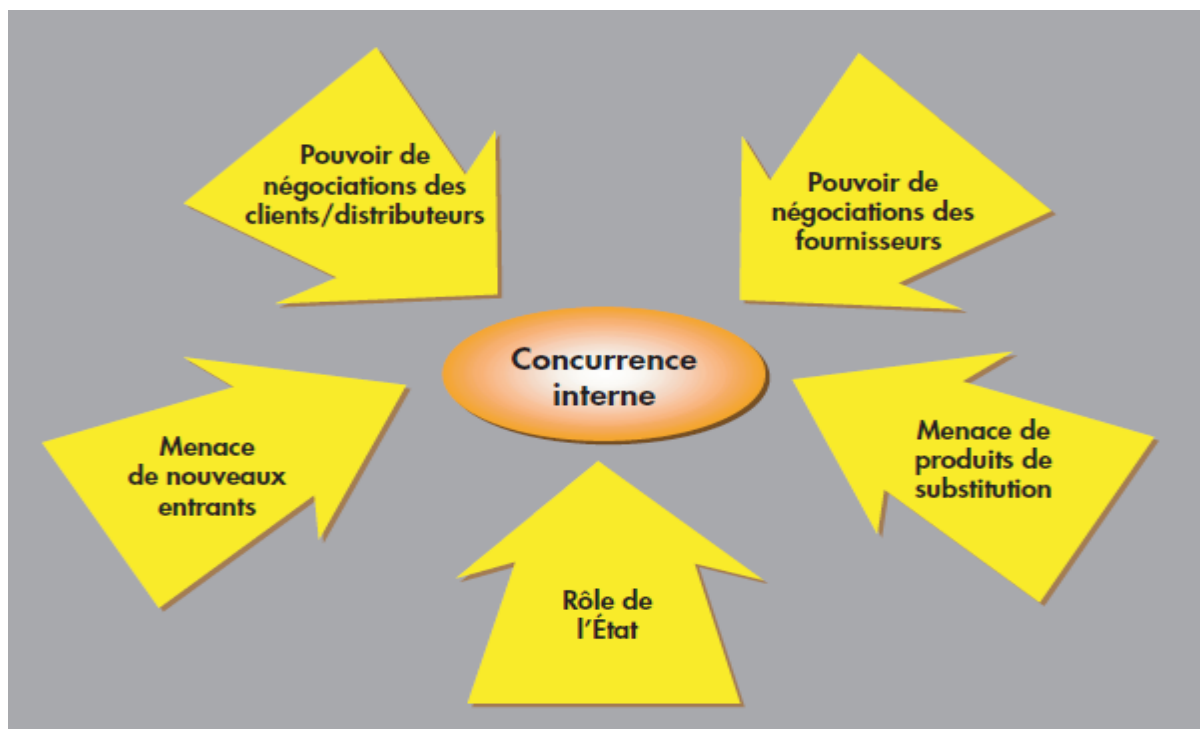 Pouvoir de
négociations des
clients/distributeurs
Pouvoir de
négociations des
fournisseurs
Concurrence
interne
Menace
de nouveaux
entrants
Menace de
produits de
substitution
Rôle de
l'État